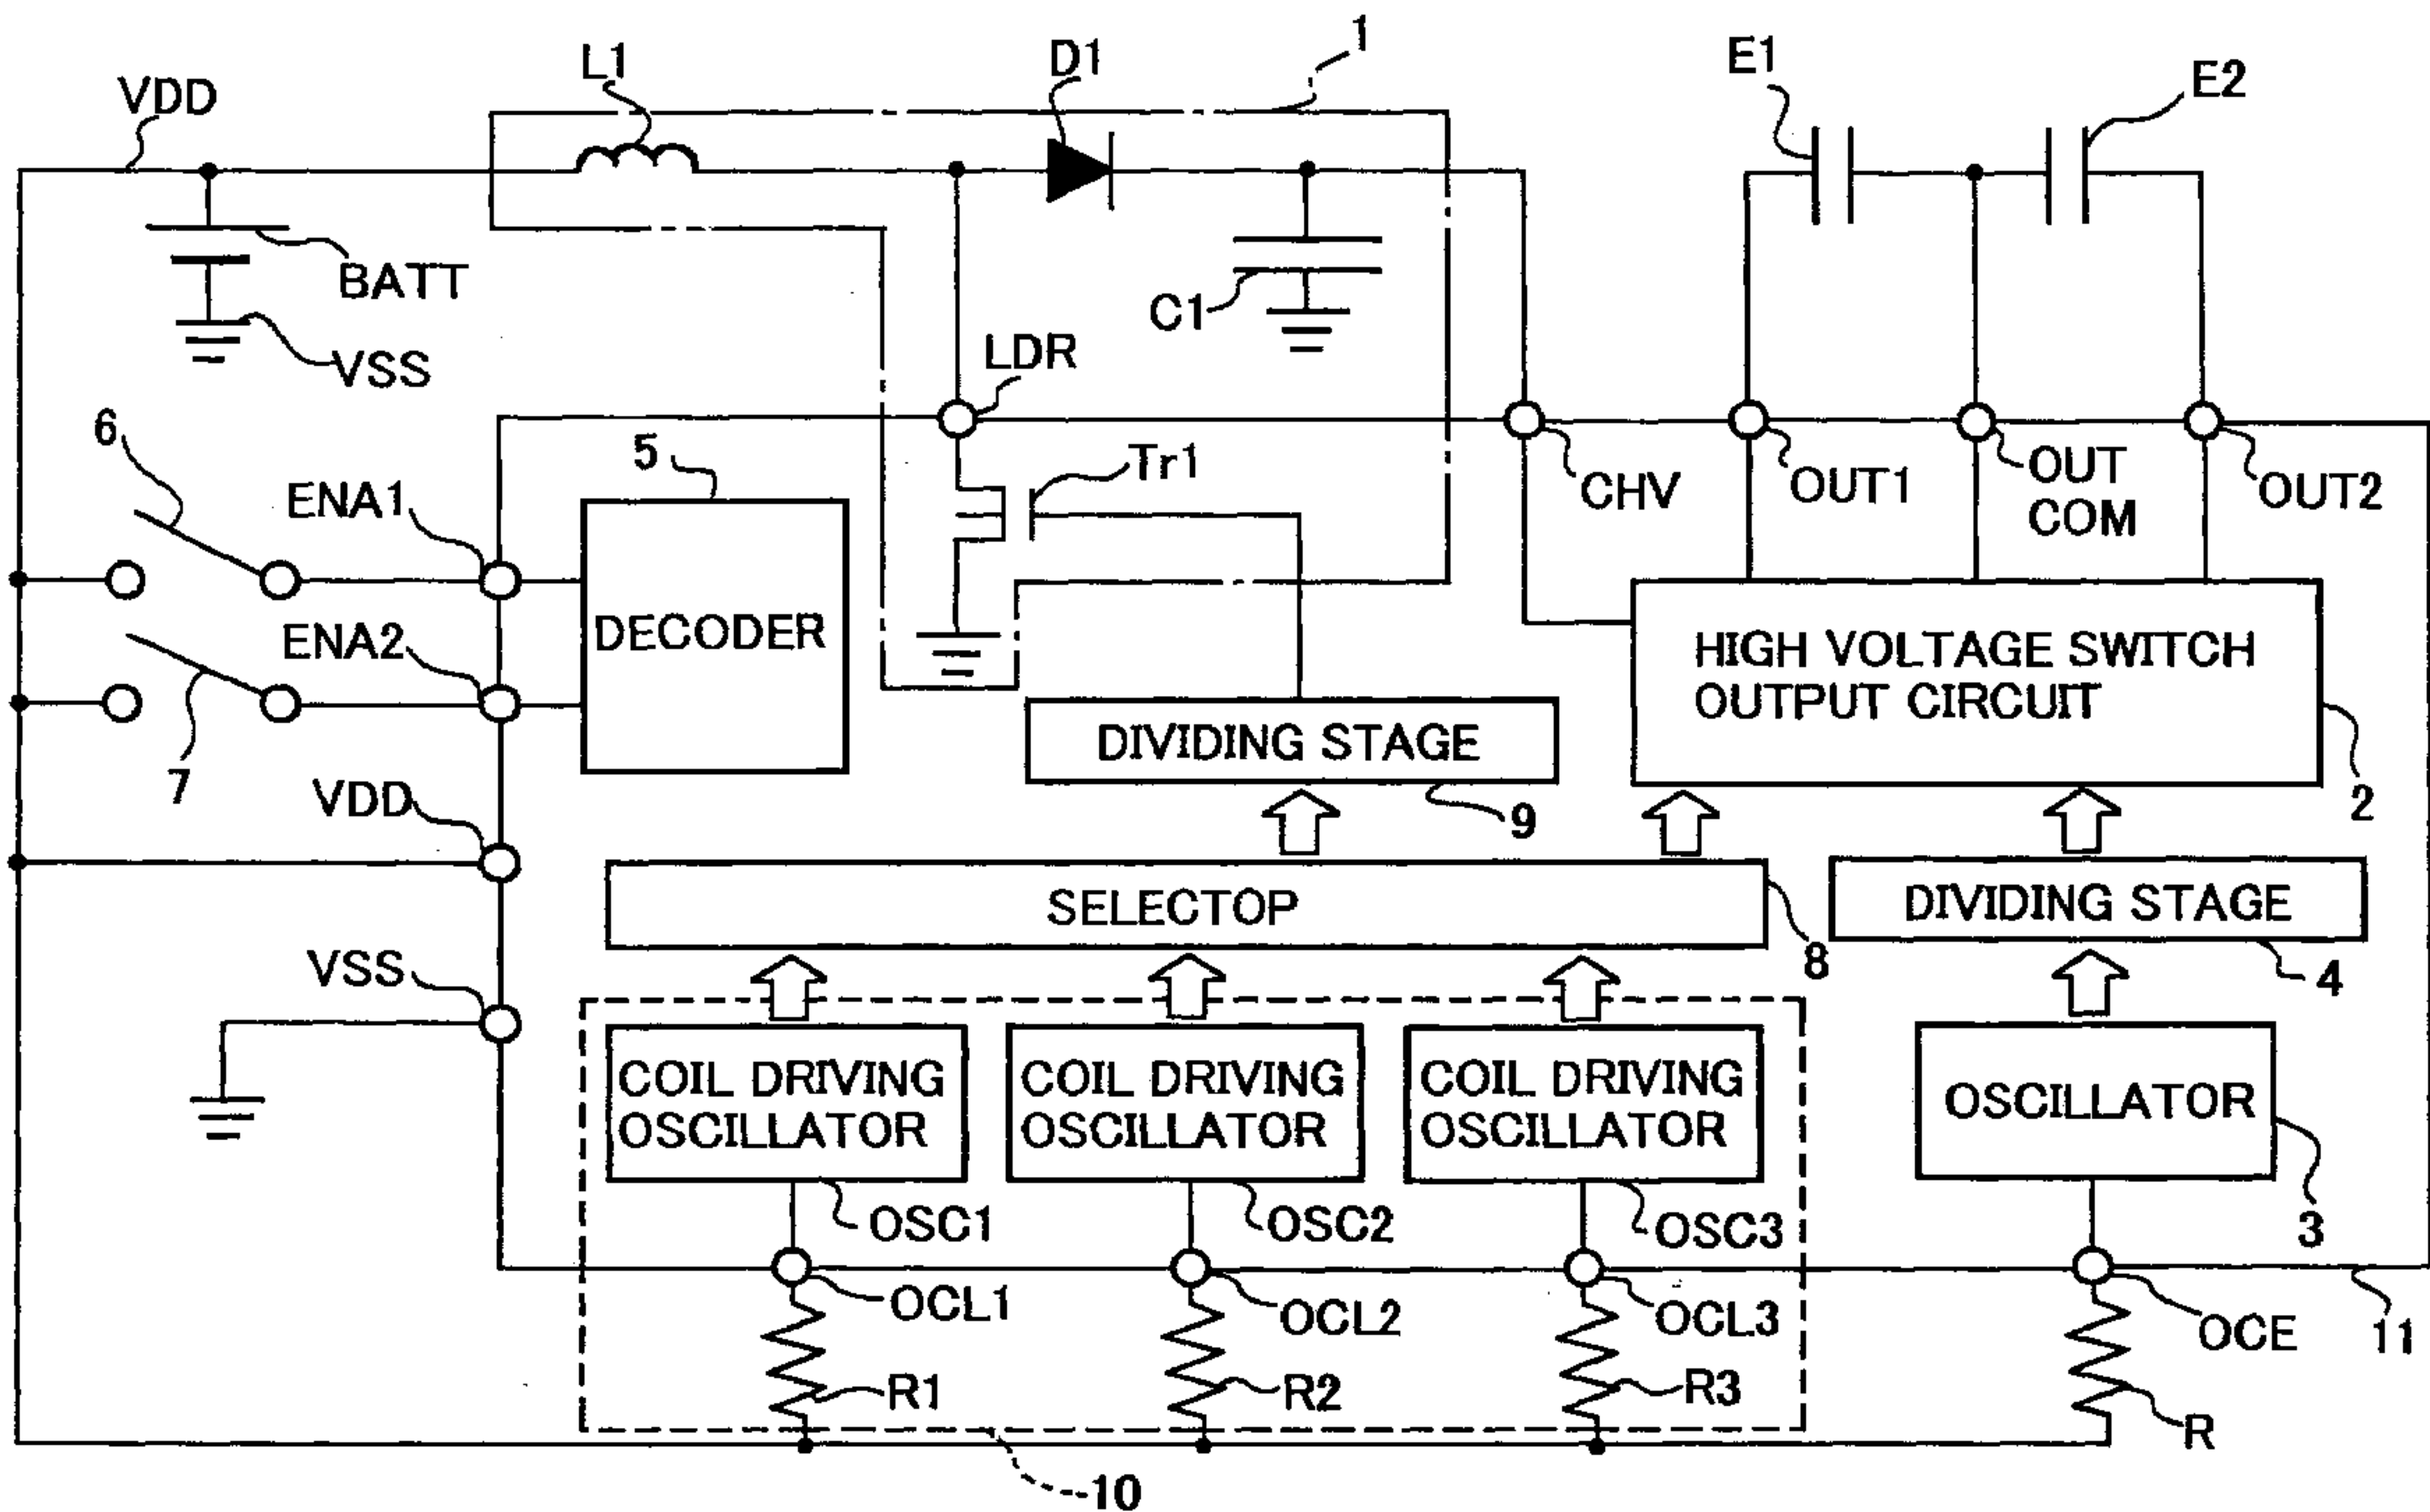 1
L1
D1
E1
E2
VDD
BATT
C1
VSS
LDR
6
5
Tr1
ENA1
CHV
OUT1
OUT
COM
OUT2
DECODER
ENA2
HIGH VOLTAGE SWITCH
OUTPUT CIRCUIT
7
DIVIDING STAGE
VDD
9
2
SELECTOP
DIVIDING STAGE
VSS
8
4
COIL DRIVING
OSCILLATOR
COIL DRIVING
OSCILLATOR
COIL DRIVING
OSCILLATOR
OSCILLATOR
OSC1
OSC2
OSC3
3
OCL1
OCL2
OCL3
OCE
11
R1
R2
R3
R
10